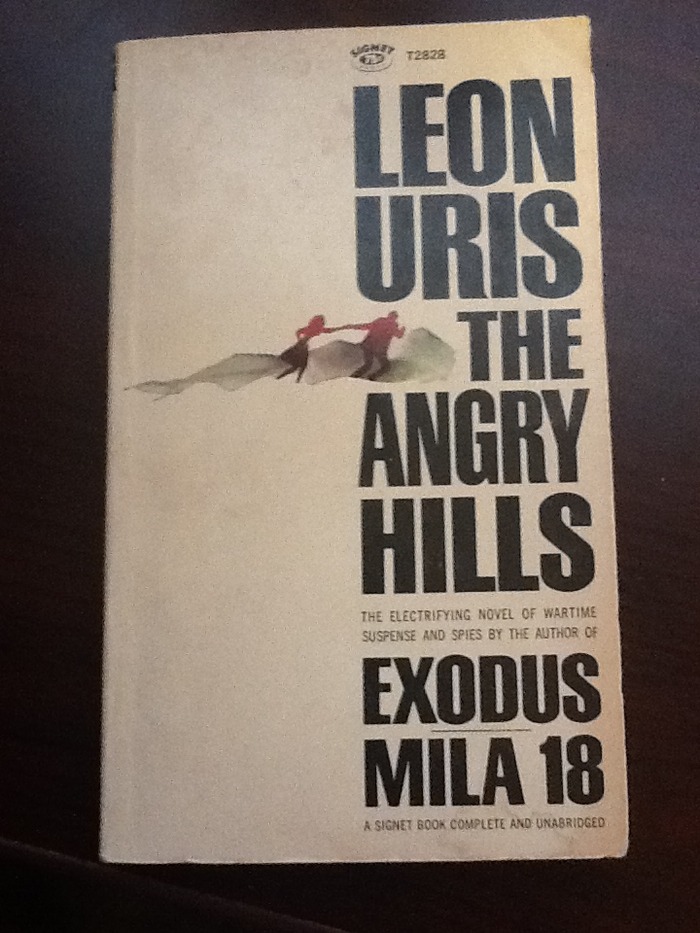 SIGNET T2828
LEON
URIS
THE
ANGRY
HILLS
THE ELECTRIFYING NOVEL OF WARTIME
SUSPENSE AND SPIES BY THE AUTHOR OF
EXODUS
MILA 18
A SIGNET BOOK COMPLETE AND UNABRIDGED